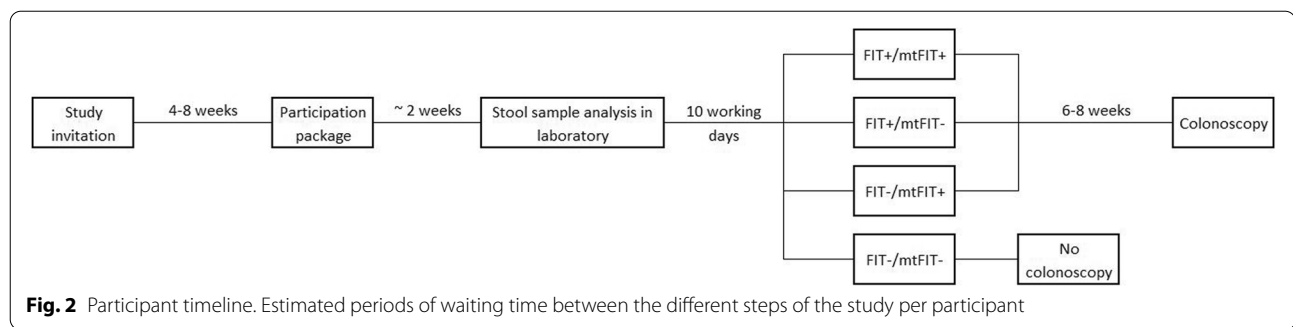 Study
invitation
4-8 weeks
Participation
package
~ 2 weeks
Stool sample analysis in
laboratory
10 working
days
FIT+/mtFIT+
FIT+/mtFIT-
FIT-/mtFIT+
FIT-/mtFIT-
6-8 weeks
Colonoscopy
No
colonoscopy
Fig. 2 Participant timeline. Estimated periods of waiting time between the different steps of the study per participant